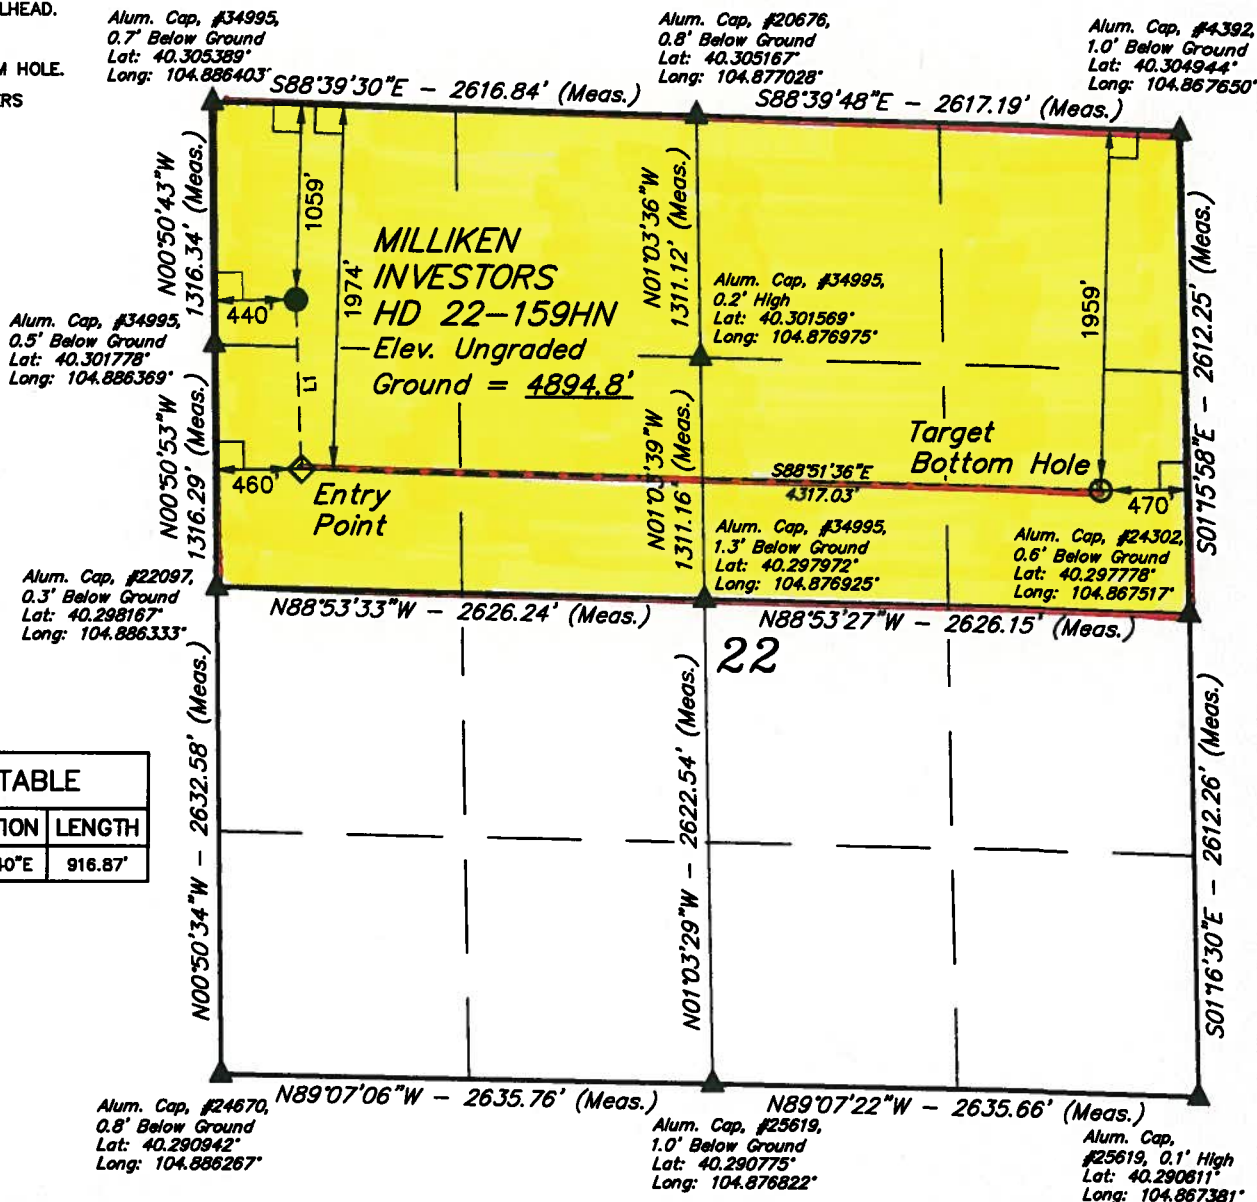 LHEAD.
M HOLE.
ERS
Alum. Cap, #34995,
0.7' Below Ground
Lat: 40.305389°
Long: 104.886403°
Alum. Cap, #20676,
0.8' Below Ground
Lat: 40.305167°
Long: 104.877028°
Alum. Cap, #4392,
1.0' Below Ground
Lat: 40.304944°
Long: 104.867650°
S88°39'30"E - 2616.84' (Meas.)
S88°39'48"E - 2617.19' (Meas.)
N00°50'43"W
1316.34' (Meas.)
1059'
1974'
MILLIKEN
INVESTORS
HD 22-159HN
Elev. Ungraded
Ground = 4894.8'
N01°03'36"W
1311.12' (Meas.)
Alum. Cap, #34995,
0.2' High
Lat: 40.301569°
Long: 104.876975°
1959'
S01°15'58"E - 2612.25' (Meas.)
440'
Alum. Cap, #34995,
0.5' Below Ground
Lat: 40.301778°
Long: 104.886369°
L1
N00°50'53"W
1316.29' (Meas.)
460'
Entry
Point
N01°03'39"W
1311.16' (Meas.)
S88°51'36"E
4317.03'
Target
Bottom Hole
470'
Alum. Cap, #34995,
1.3' Below Ground
Lat: 40.297972°
Long: 104.876925°
Alum. Cap, #24302,
0.6' Below Ground
Lat: 40.297778°
Long: 104.867517°
Alum. Cap, #22097,
0.3' Below Ground
Lat: 40.298167°
Long: 104.886333°
N88°53'33"W - 2626.24' (Meas.)
N88°53'27"W - 2626.15' (Meas.)
22
N00°50'34"W - 2632.58' (Meas.)
N01°03'29"W - 2622.54' (Meas.)
S01°16'30"E - 2612.26' (Meas.)
TABLE
TION LENGTH
40"E 916.87'
N89°07'06"W - 2635.76' (Meas.)
N89°07'22"W - 2635.66' (Meas.)
Alum. Cap, #24670,
0.8' Below Ground
Lat: 40.290942°
Long: 104.886267°
Alum. Cap, #25619,
1.0' Below Ground
Lat: 40.290775°
Long: 104.876822°
Alum. Cap,
#25619, 0.1' High
Lat: 40.290611°
Long: 104.867381°